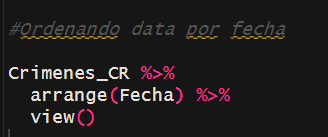 #Ordenando data por fecha
Crimenes_CR %>%
arrange(Fecha) %>%
view()